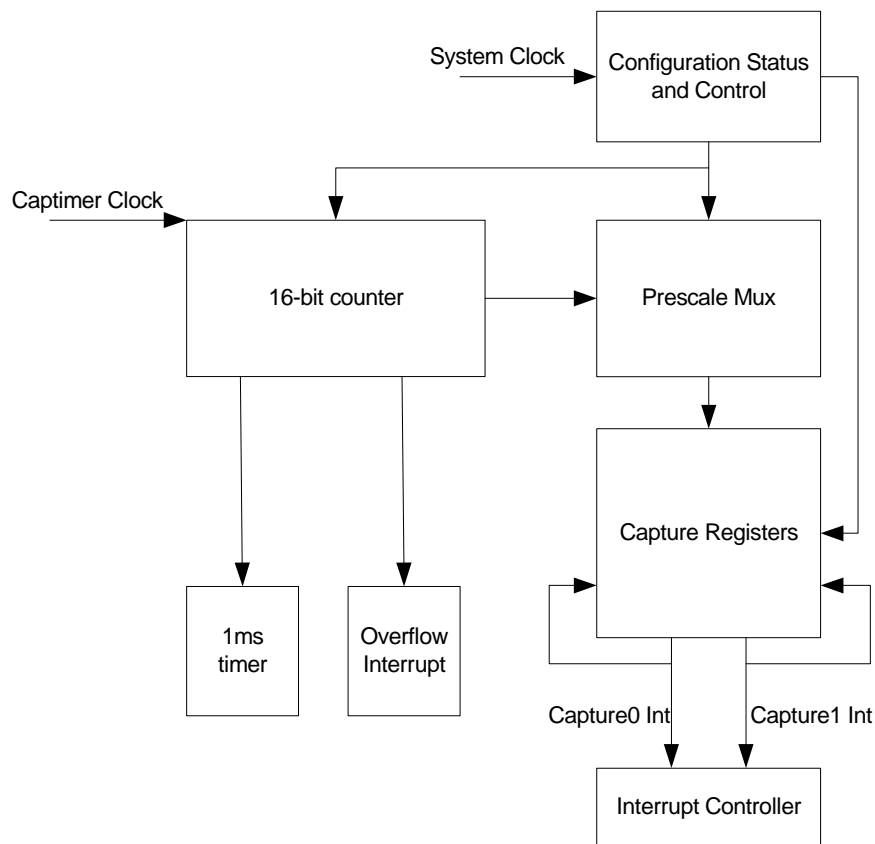 System Clock
Configuration Status
and Control
Captimer Clock
16-bit counter
Prescale Mux
Capture Registers
1ms
timer
Overflow
Interrupt
Capture0 Int
Capture1 Int
Interrupt Controller